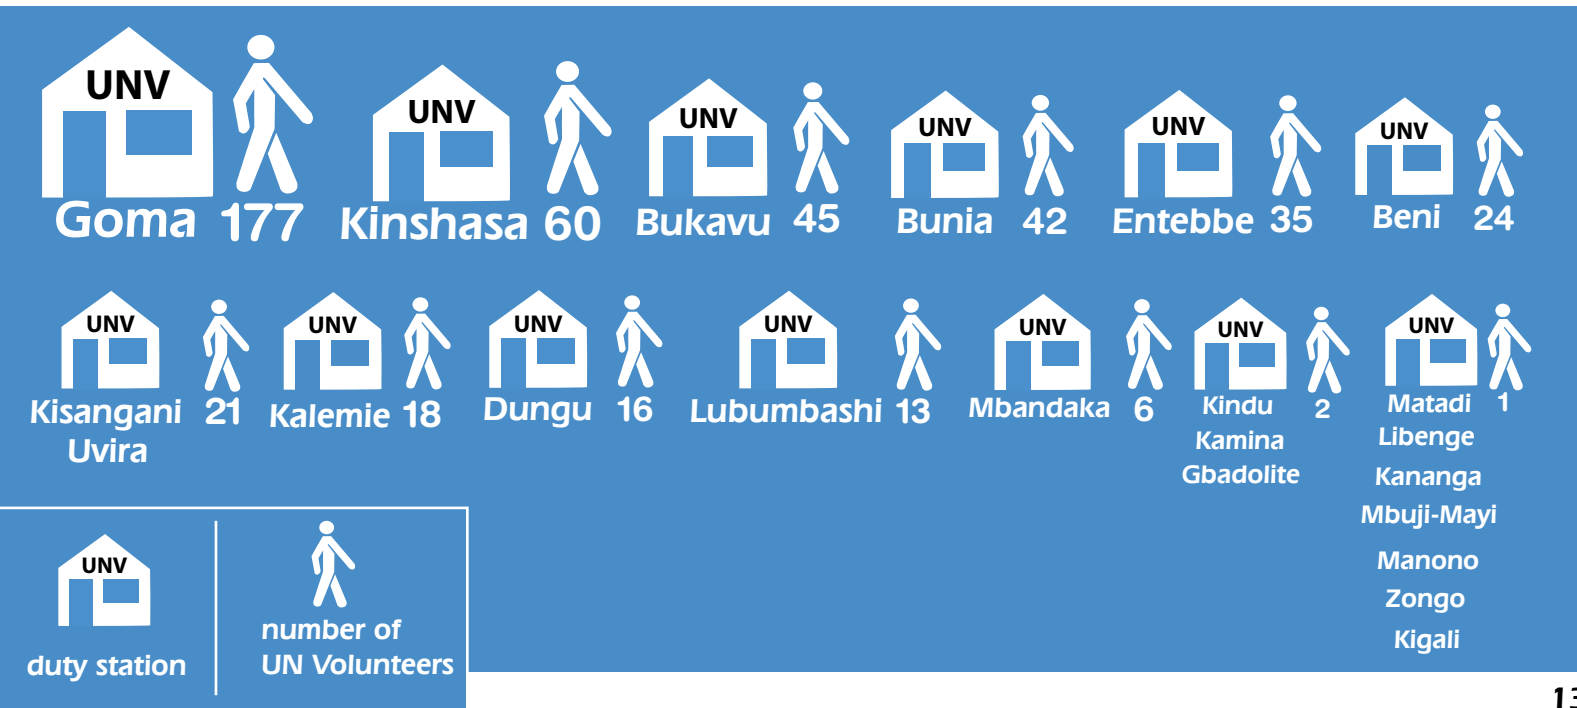 UNV
UNV
UNV
UNV
UNV
UNV
Goma 177
Kinshasa 60
Bukavu 45
Bunia 42
Entebbe 35
Beni 24
UNV
UNV
UNV
UNV
UNV
UNV
UNV
Kisangani 21
Uvira
Kalemie 18
Dungu 16
Lubumbashi 13
Mbandaka 6
Kindu 2
Kamina
Gbadolite
Matadi 1
Libenge
Kananga
Mbuji-Mayi
Manono
Zongo
Kigali
UNV
duty station
number of
UN Volunteers
13